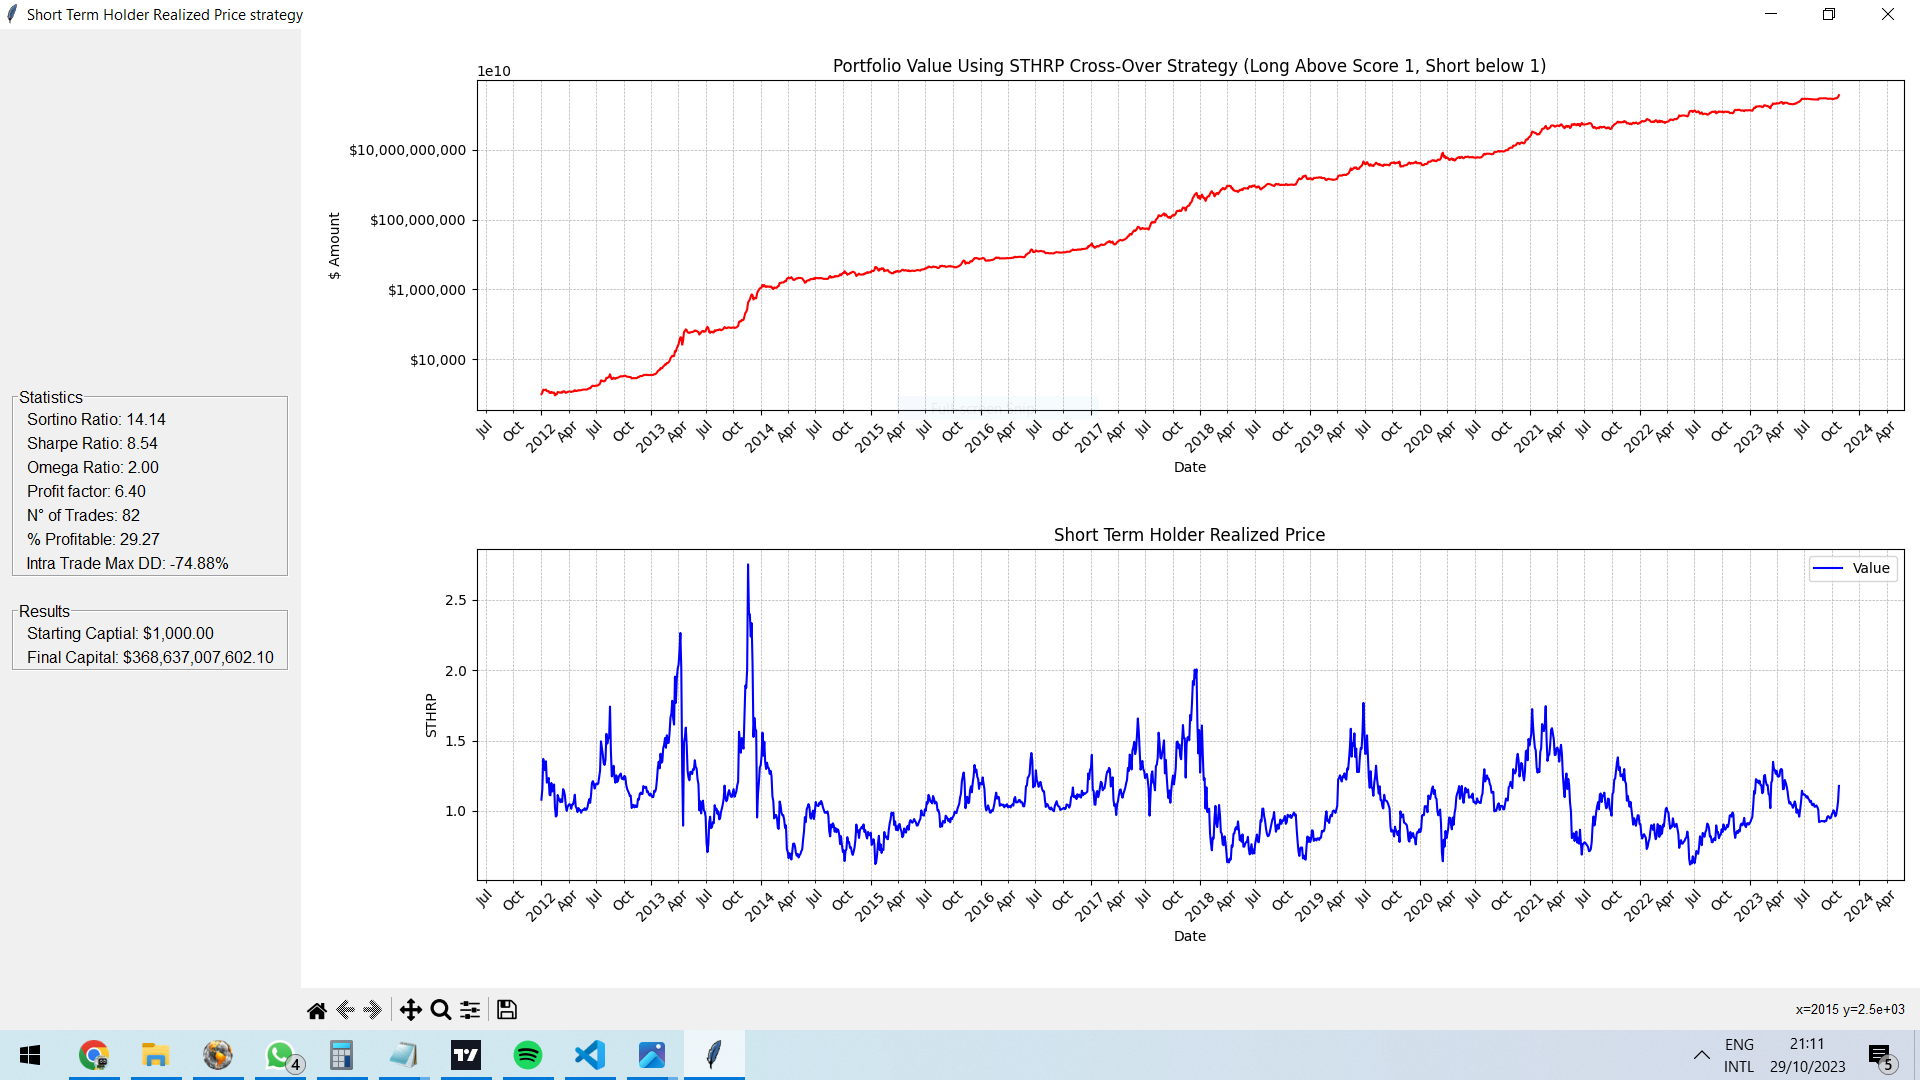 Short Term Holder Realized Price strategy
Portfolio Value Using STHRP Cross-Over Strategy (Long Above Score 1, Short below 1)
1e10
$10,000,000,000
$100,000,000
$1,000,000
$10,000
$ Amount
Jul Oct 2012 Apr Jul Oct 2013 Apr Jul Oct 2014 Apr Jul Oct 2015 Apr Jul Oct 2016 Apr Jul Oct 2017 Apr Jul Oct 2018 Apr Jul Oct 2019 Apr Jul Oct 2020 Apr Jul Oct 2021 Apr Jul Oct 2022 Apr Jul Oct 2023 Apr Jul Oct 2024 Apr
Date
Statistics
Sortino Ratio: 14.14
Sharpe Ratio: 8.54
Omega Ratio: 2.00
Profit factor: 6.40
N° of Trades: 82
% Profitable: 29.27
Intra Trade Max DD: -74.88%
Results
Starting Captial: $1,000.00
Final Capital: $368,637,007,602.10
Short Term Holder Realized Price
Value
2.5
2.0
1.5
1.0
STHRP
Jul Oct 2012 Apr Jul Oct 2013 Apr Jul Oct 2014 Apr Jul Oct 2015 Apr Jul Oct 2016 Apr Jul Oct 2017 Apr Jul Oct 2018 Apr Jul Oct 2019 Apr Jul Oct 2020 Apr Jul Oct 2021 Apr Jul Oct 2022 Apr Jul Oct 2023 Apr Jul Oct 2024 Apr
Date
x=2015 y=2.5e+03
4
ENG
INTL
21:11
29/10/2023
5